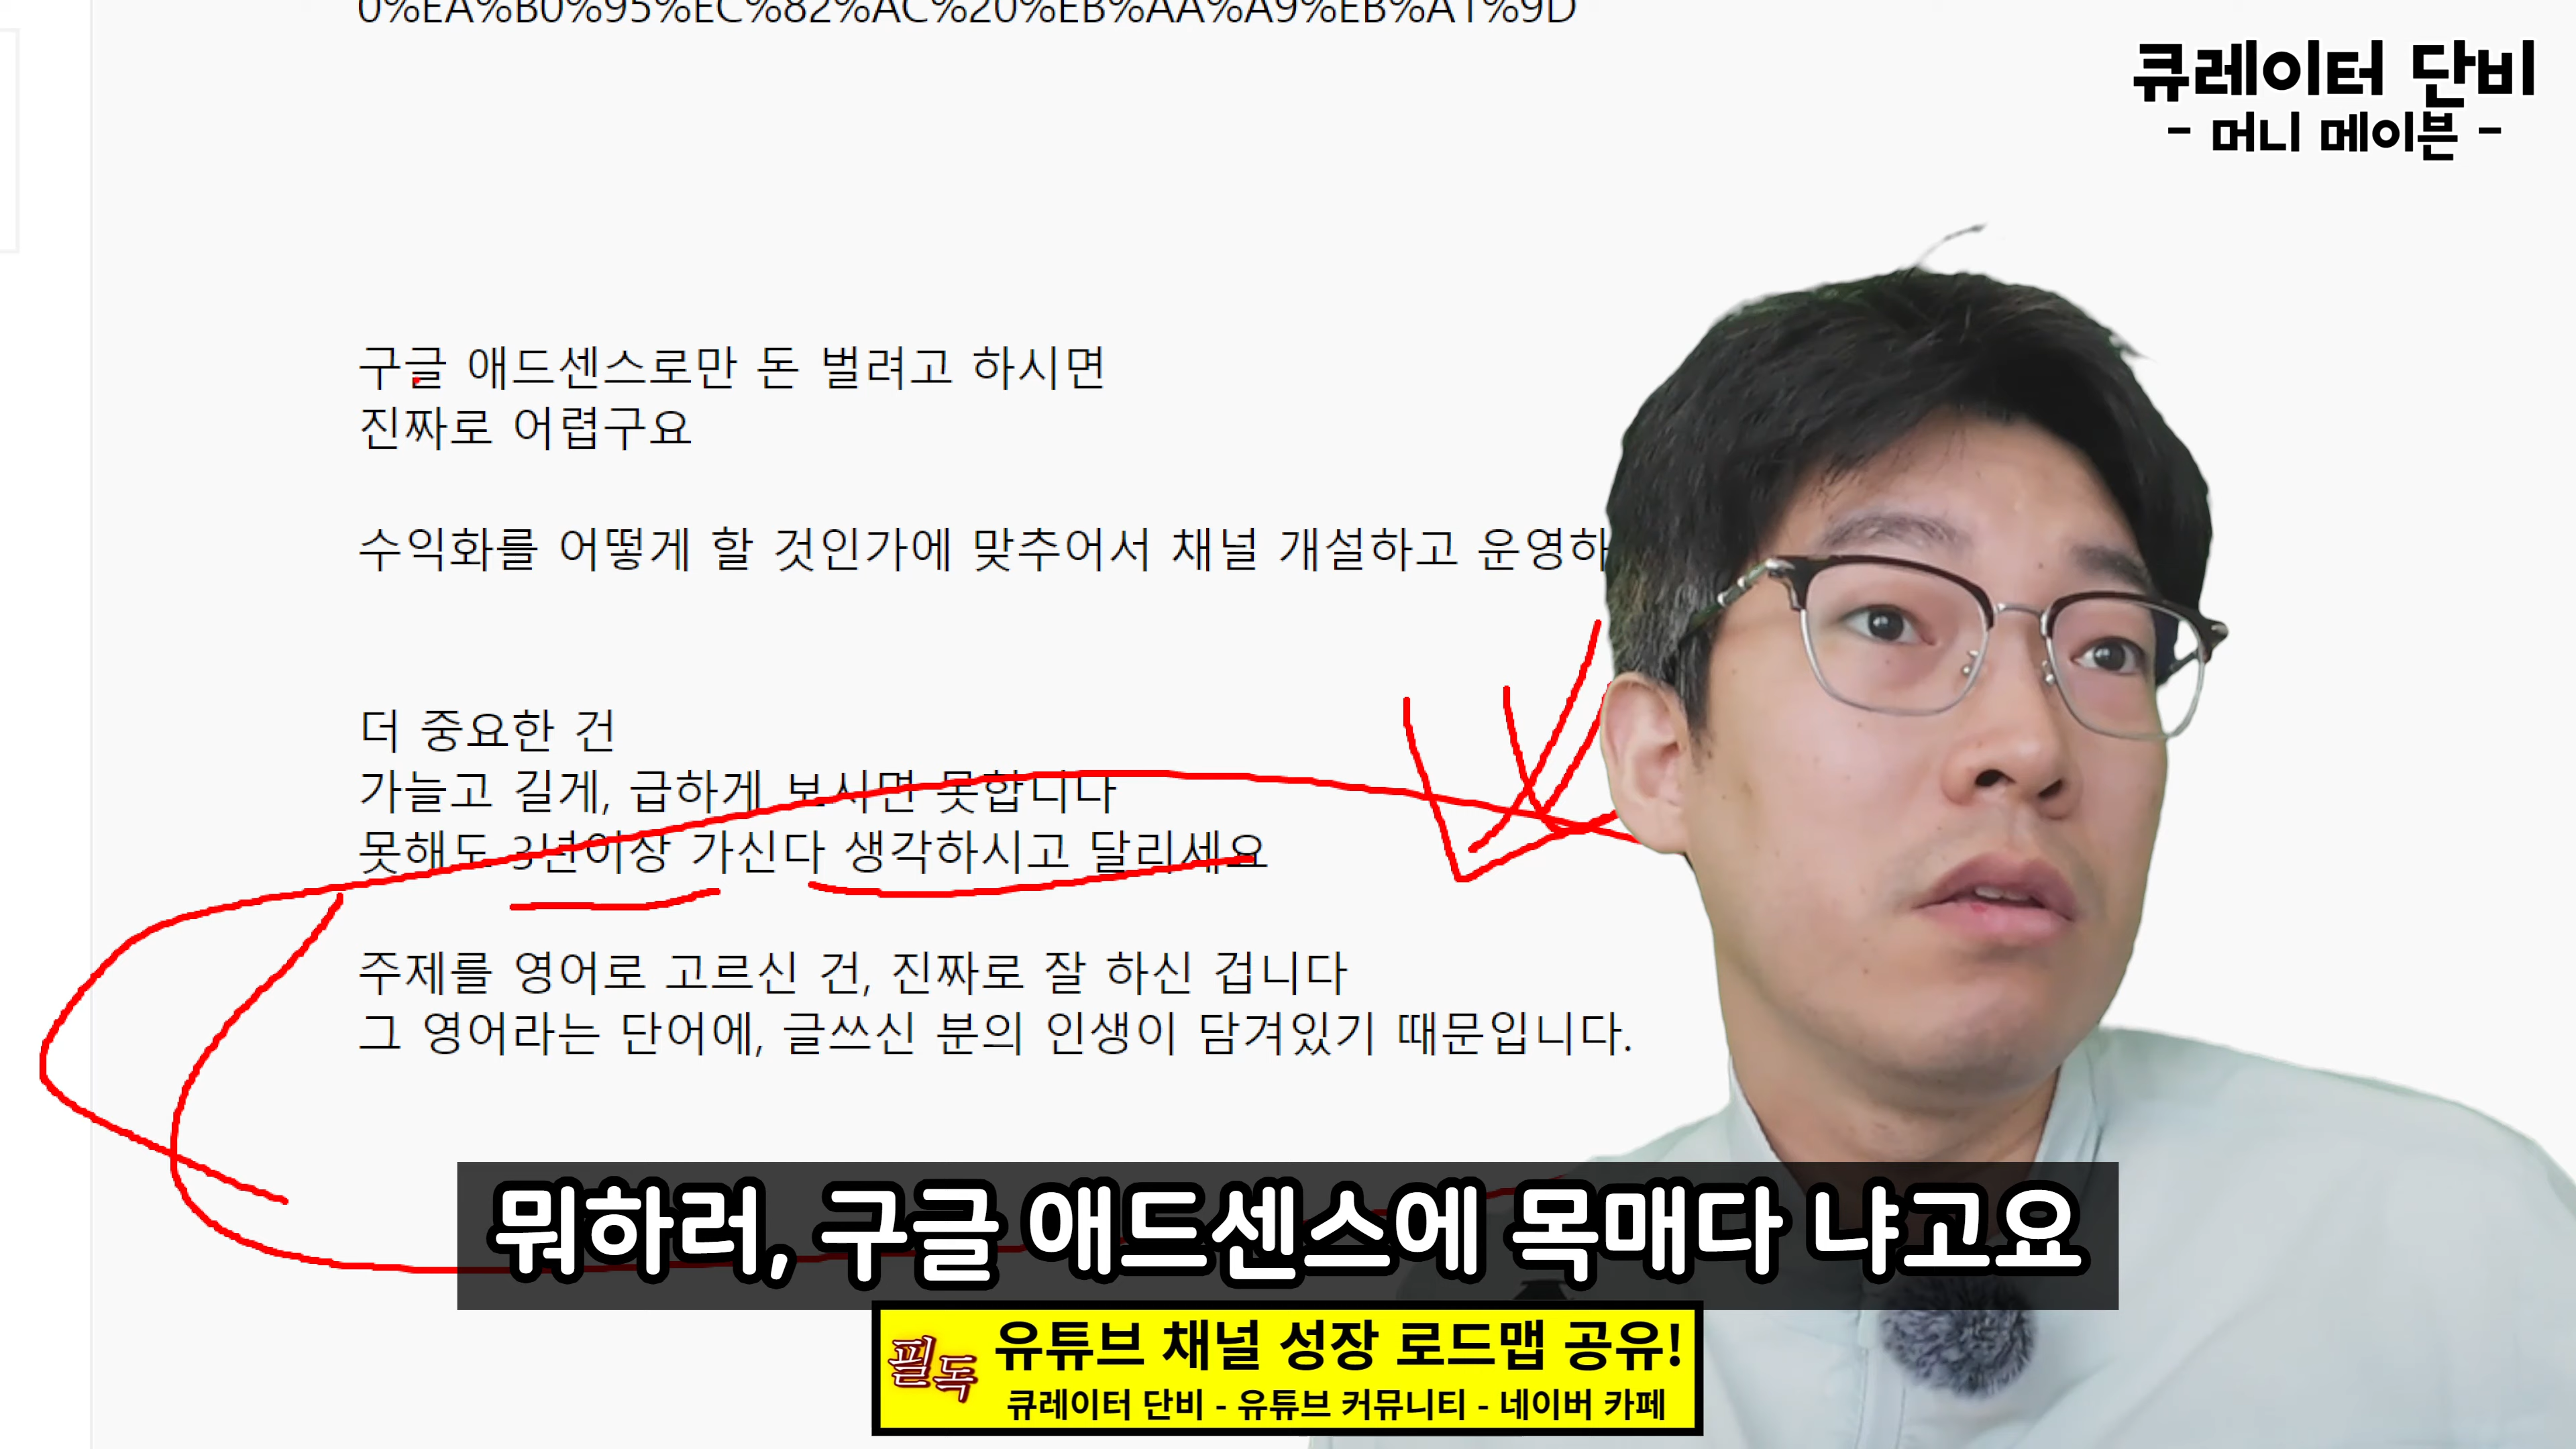 0%EA%B0%95%EC%82%AC%20%EB%AA%A9%EB%A1%9D
큐레이터 단비
- 머니 메이븐 -
구글 애드센스로만 돈 벌려고 하시면
진짜로 어렵구요
수익화를 어떻게 할 것인가에 맞추어서 채널 개설하고 운영하
더 중요한 건
가늘고 길게, 급하게 보시면 못합니다
못해도 3년이상 가신다 생각하시고 달리세요
주제를 영어로 고르신 건, 진짜로 잘 하신 겁니다
그 영어라는 단어에, 글쓰신 분의 인생이 담겨있기 때문입니다.
뭐하러, 구글 애드센스에 목매다 냐고요
필독
유튜브 채널 성장 로드맵 공유!
큐레이터 단비 - 유튜브 커뮤니티 - 네이버 카페